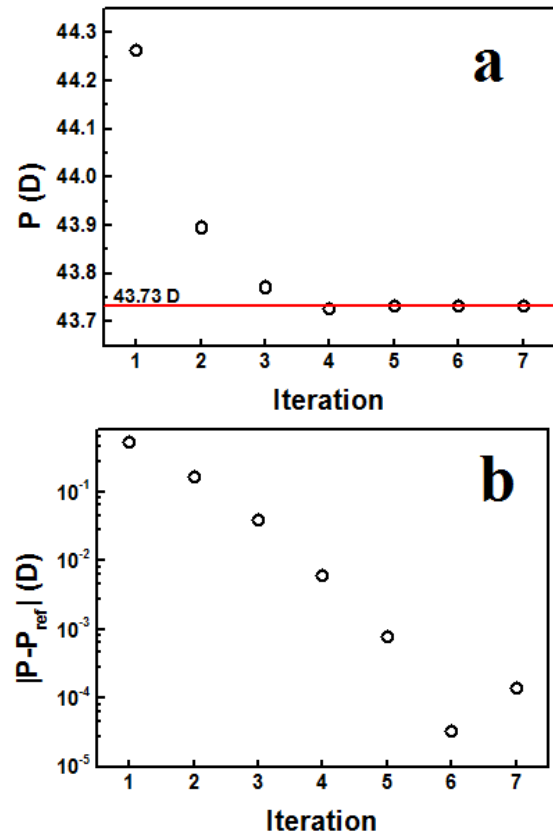 44.3
44.2
44.1
44.0
43.9
43.8
43.7
P (D)
a
43.73 D
1 2 3 4 5 6 7
Iteration
10^-1
10^-2
10^-3
10^-4
10^-5
|P-P_ref| (D)
b
1 2 3 4 5 6 7
Iteration